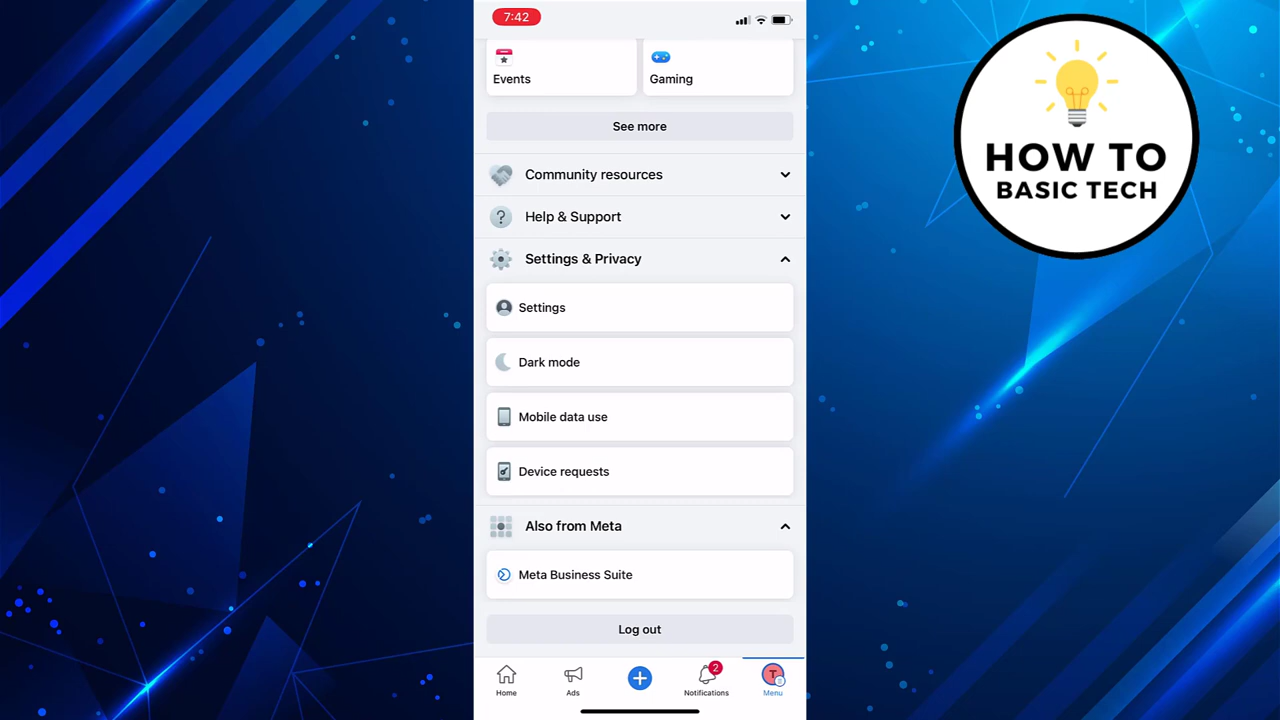 7:42
Events
Gaming
See more
Community resources
Help & Support
Settings & Privacy
Settings
Dark mode
Mobile data use
Device requests
Also from Meta
Meta Business Suite
Log out
2
Home
Ads
Notifications
T
Menu
HOW TO
BASIC TECH